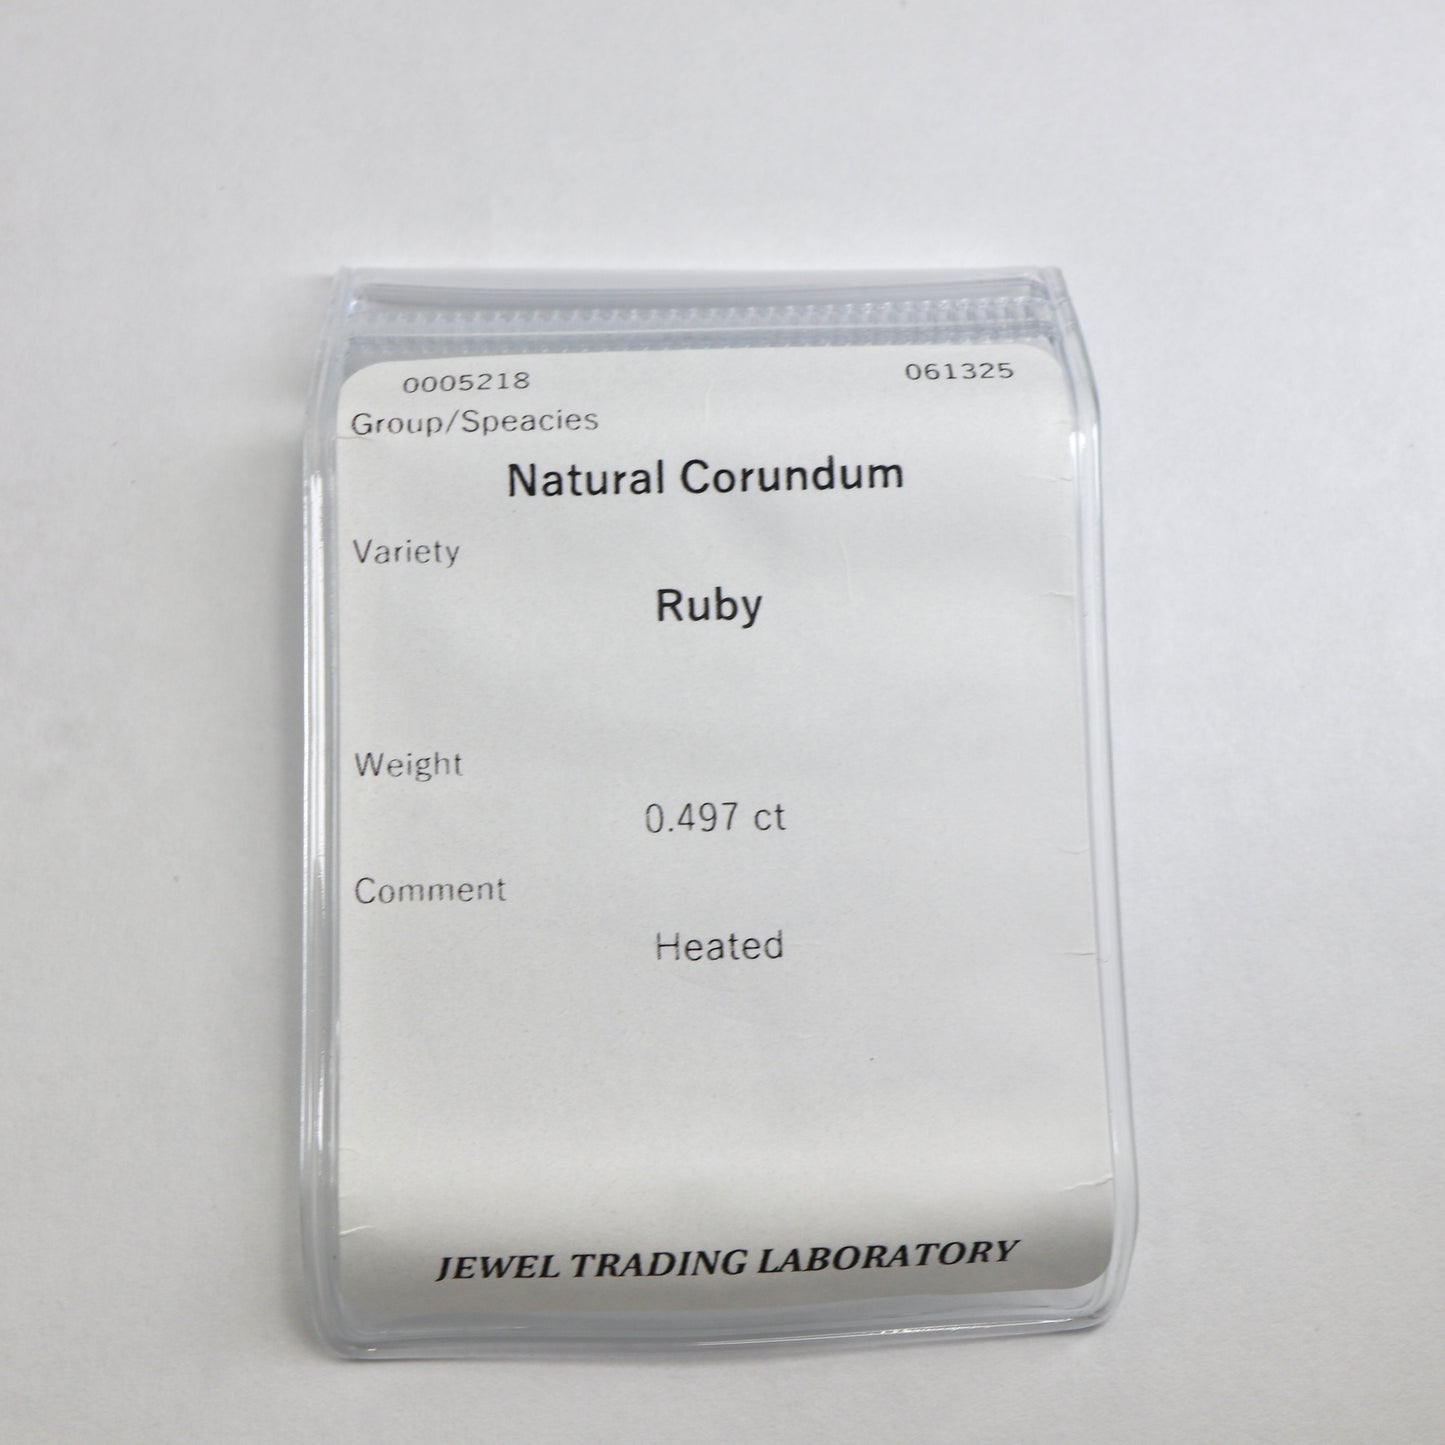 0005218 061325
Group/Speacies
Natural Corundum
Variety
Ruby
Weight
0.497 ct
Comment
Heated
JEWEL TRADING LABORATORY